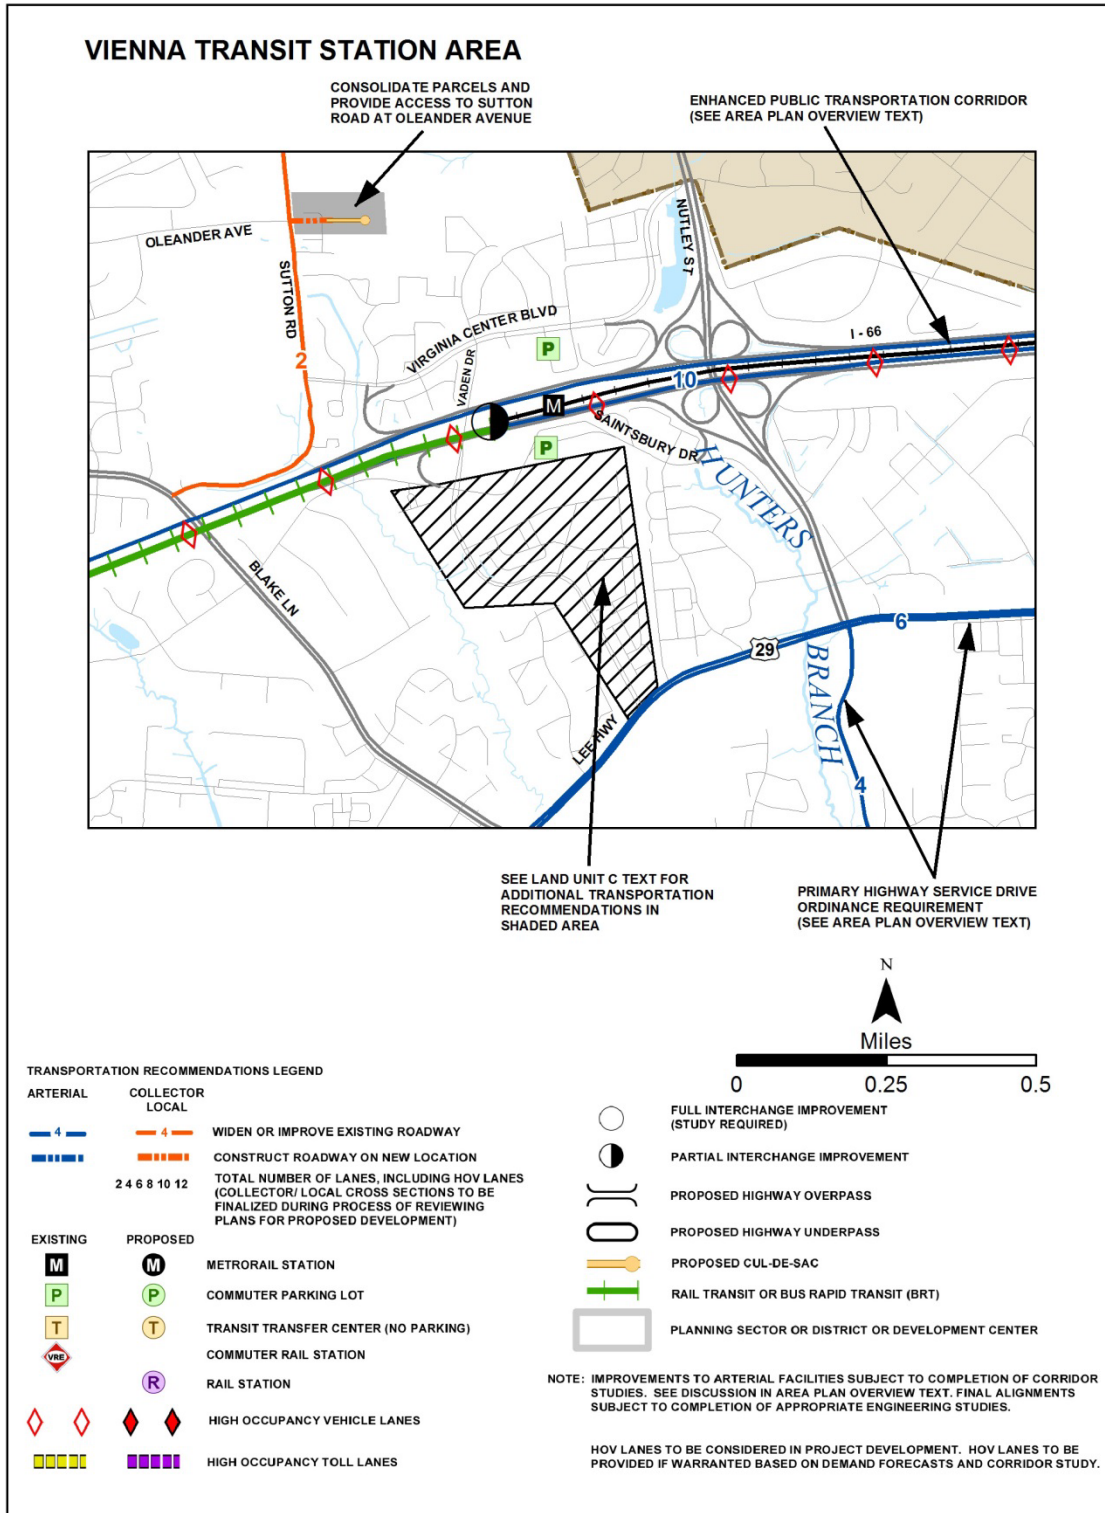 VIENNA TRANSIT STATION AREA
CONSOLIDATE PARCELS AND
PROVIDE ACCESS TO SUTTON
ROAD AT OLEANDER AVENUE
ENHANCED PUBLIC TRANSPORTATION CORRIDOR
(SEE AREA PLAN OVERVIEW TEXT)
OLEANDER AVE
SUTTON RD
2
NUTLEY ST
VIRGINIA CENTER BLVD
VADEN DR
P
I - 66
10
M
SAINTSBURY DR
P
HUNTERS
BLAKE LN
6
29
BRANCH
LEE HWY
4
SEE LAND UNIT C TEXT FOR
ADDITIONAL TRANSPORTATION
RECOMMENDATIONS IN
SHADED AREA
PRIMARY HIGHWAY SERVICE DRIVE
ORDINANCE REQUIREMENT
(SEE AREA PLAN OVERVIEW TEXT)
N
Miles
0 0.25 0.5
TRANSPORTATION RECOMMENDATIONS LEGEND
ARTERIAL COLLECTOR
LOCAL
4 4 WIDEN OR IMPROVE EXISTING ROADWAY
CONSTRUCT ROADWAY ON NEW LOCATION
2 4 6 8 10 12 TOTAL NUMBER OF LANES, INCLUDING HOV LANES
(COLLECTOR/ LOCAL CROSS SECTIONS TO BE
FINALIZED DURING PROCESS OF REVIEWING
PLANS FOR PROPOSED DEVELOPMENT)
EXISTING PROPOSED
M M METRORAIL STATION
P P COMMUTER PARKING LOT
T T TRANSIT TRANSFER CENTER (NO PARKING)
VRE COMMUTER RAIL STATION
R RAIL STATION
HIGH OCCUPANCY VEHICLE LANES
HIGH OCCUPANCY TOLL LANES
FULL INTERCHANGE IMPROVEMENT
(STUDY REQUIRED)
PARTIAL INTERCHANGE IMPROVEMENT
PROPOSED HIGHWAY OVERPASS
PROPOSED HIGHWAY UNDERPASS
PROPOSED CUL-DE-SAC
RAIL TRANSIT OR BUS RAPID TRANSIT (BRT)
PLANNING SECTOR OR DISTRICT OR DEVELOPMENT CENTER
NOTE: IMPROVEMENTS TO ARTERIAL FACILITIES SUBJECT TO COMPLETION OF CORRIDOR
STUDIES. SEE DISCUSSION IN AREA PLAN OVERVIEW TEXT. FINAL ALIGNMENTS
SUBJECT TO COMPLETION OF APPROPRIATE ENGINEERING STUDIES.
HOV LANES TO BE CONSIDERED IN PROJECT DEVELOPMENT. HOV LANES TO BE
PROVIDED IF WARRANTED BASED ON DEMAND FORECASTS AND CORRIDOR STUDY.